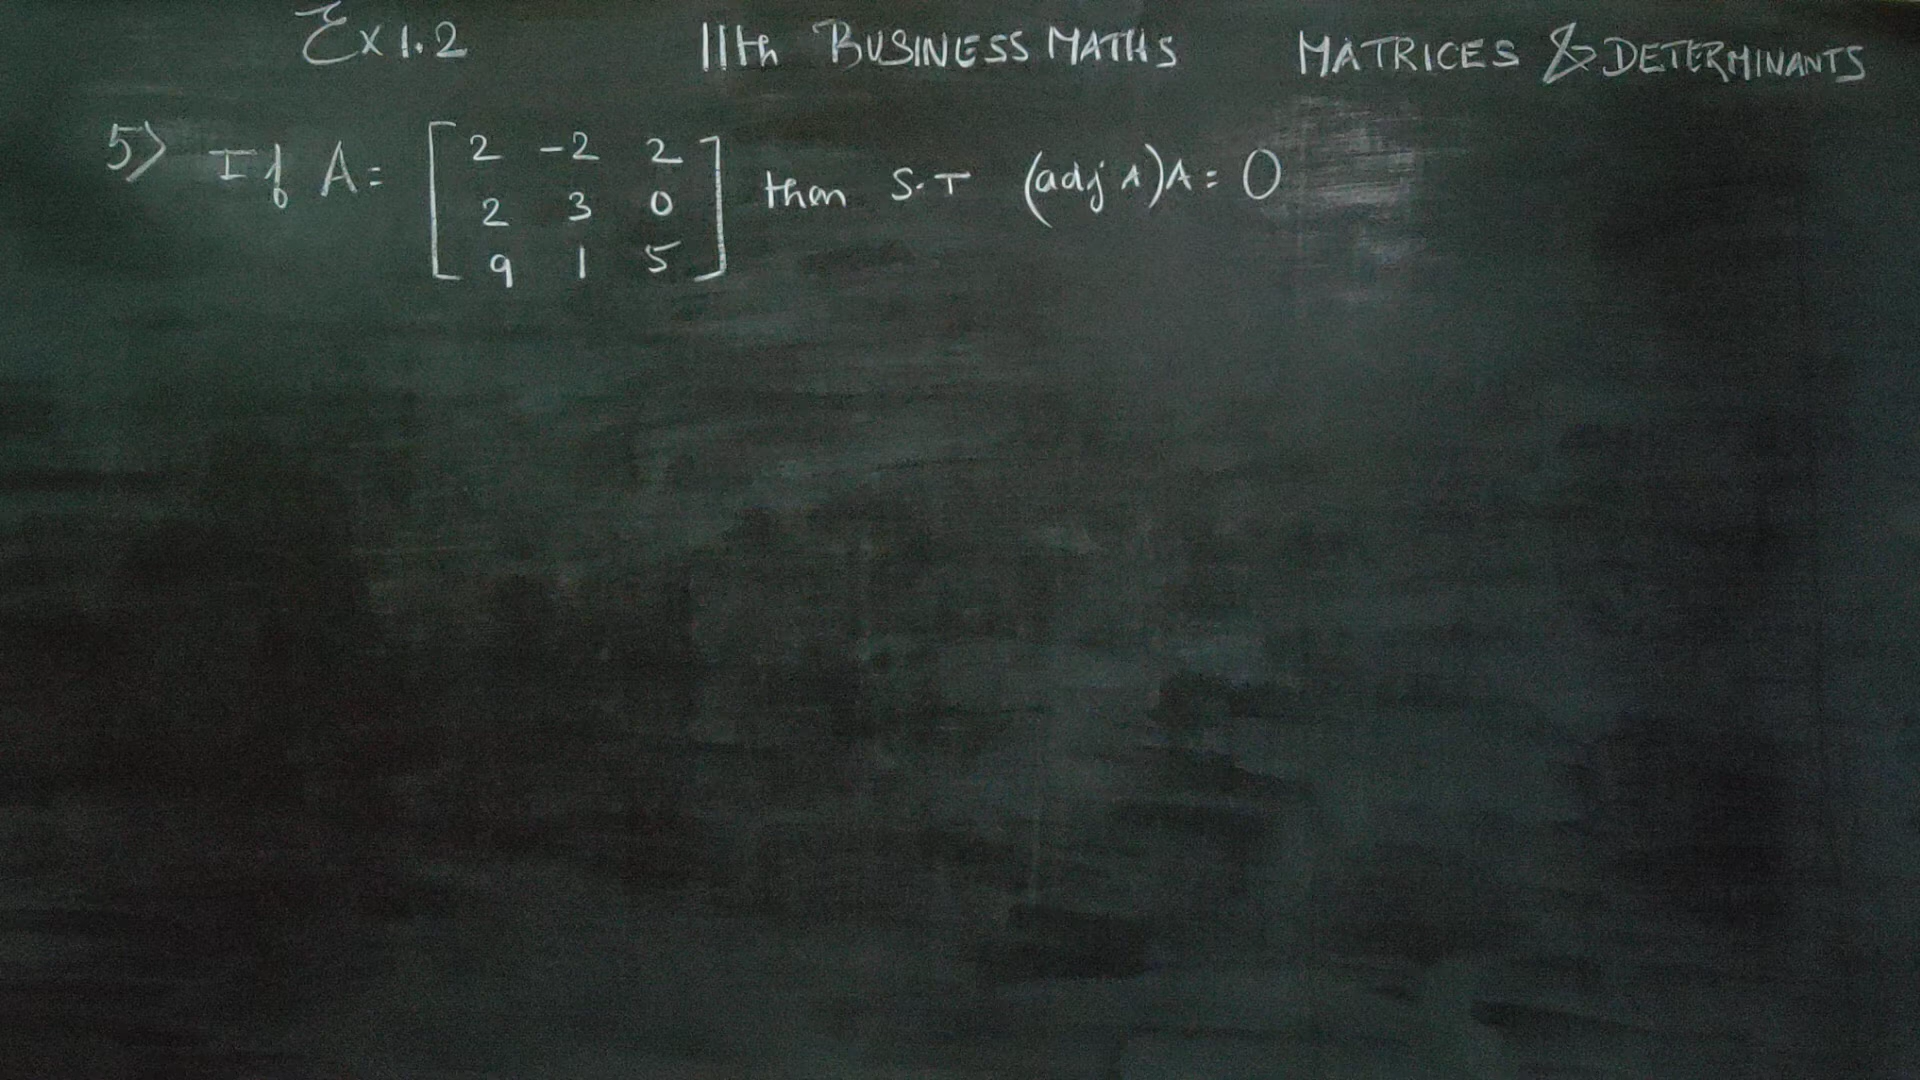 Ex 1.2 11th BUSINESS MATHS MATRICES & DETERMINANTS
5) If A = [2 -2 2 then S.T (adj A)A = 0
2 3 0
9 1 5]